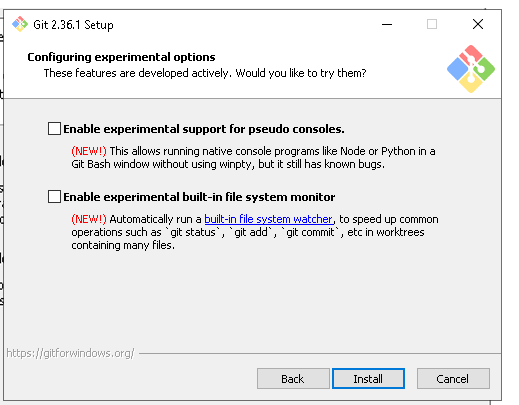 Git 2.36.1 Setup
Configuring experimental options
These features are developed actively. Would you like to try them?
Enable experimental support for pseudo consoles.
(NEW!) This allows running native console programs like Node or Python in a
Git Bash window without using winpty, but it still has known bugs.
Enable experimental built-in file system monitor
(NEW!) Automatically run a built-in file system watcher, to speed up common
operations such as `git status`, `git add`, `git commit`, etc in worktrees
containing many files.
https://gitforwindows.org/
Back Install Cancel